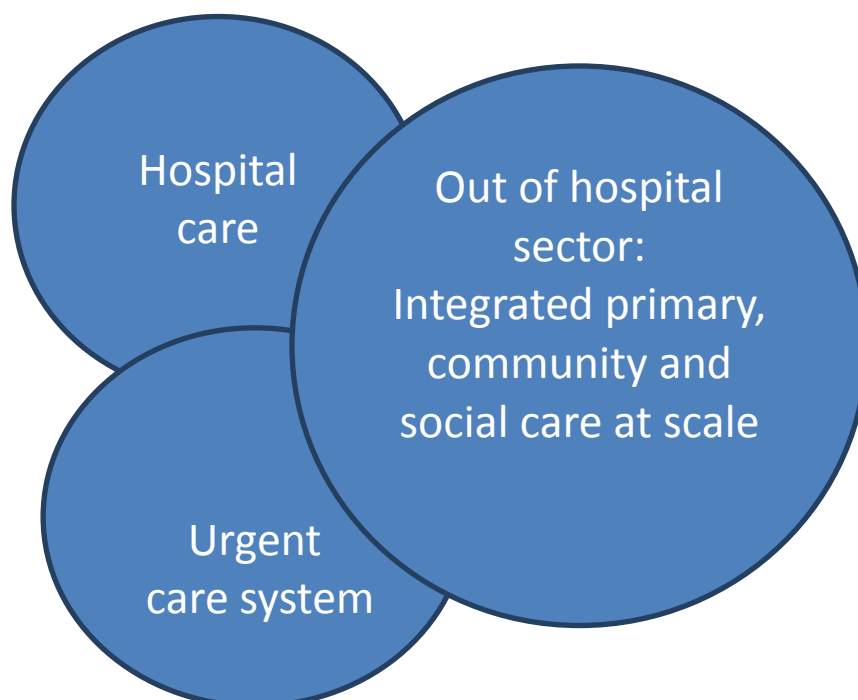 Hospital
care
Out of hospital
sector:
Integrated primary,
community and
social care at scale
Urgent
care system